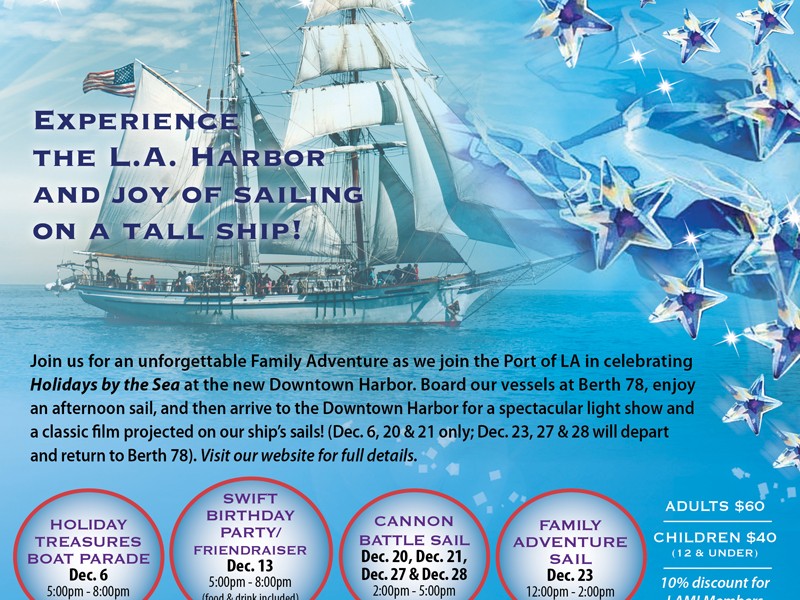 EXPERIENCE
THE L.A. HARBOR
AND JOY OF SAILING
ON A TALL SHIP!
Join us for an unforgettable Family Adventure as we join the Port of LA in celebrating
Holidays by the Sea at the new Downtown Harbor. Board our vessels at Berth 78, enjoy
an afternoon sail, and then arrive to the Downtown Harbor for a spectacular light show and
a classic film projected on our ship's sails! (Dec. 6, 20 & 21 only; Dec. 23, 27 & 28 will depart
and return to Berth 78). Visit our website for full details.
HOLIDAY
TREASURES
BOAT PARADE
Dec. 6
5:00pm - 8:00pm
SWIFT
BIRTHDAY
PARTY/
FRIENDRAISER
Dec. 13
5:00pm - 8:00pm
(food & drink included)
CANNON
BATTLE SAIL
Dec. 20, Dec. 21,
Dec. 27 & Dec. 28
2:00pm - 5:00pm
FAMILY
ADVENTURE
SAIL
Dec. 23
12:00pm - 2:00pm
ADULTS $60
CHILDREN $40
(12 & UNDER)
10% discount for
LAMI Members